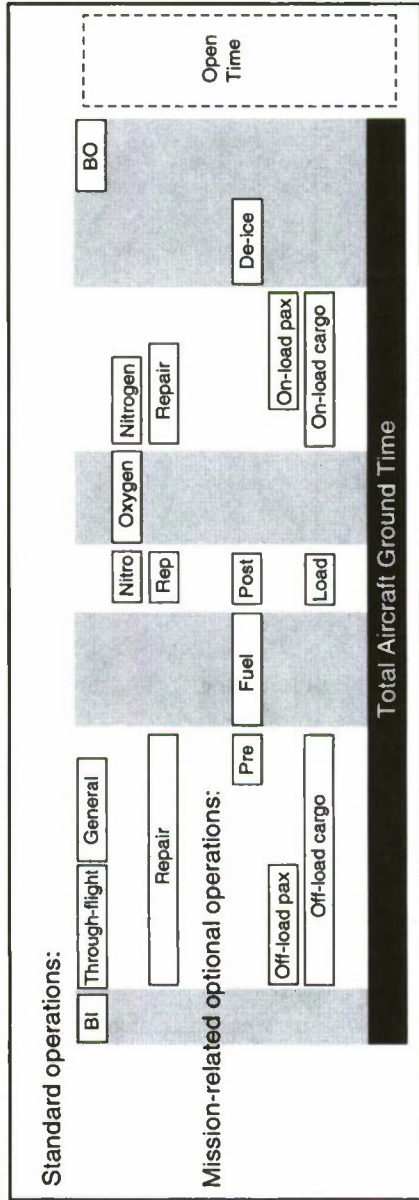 Standard operations:
BI
Through-flight
General
BO
Nitro
Oxygen
Nitrogen
Repair
Rep
Repair
Mission-related optional operations:
Pre
Fuel
Post
De-ice
Off-load pax
On-load pax
Off-load cargo
Load
On-load cargo
Total Aircraft Ground Time
Open
Time